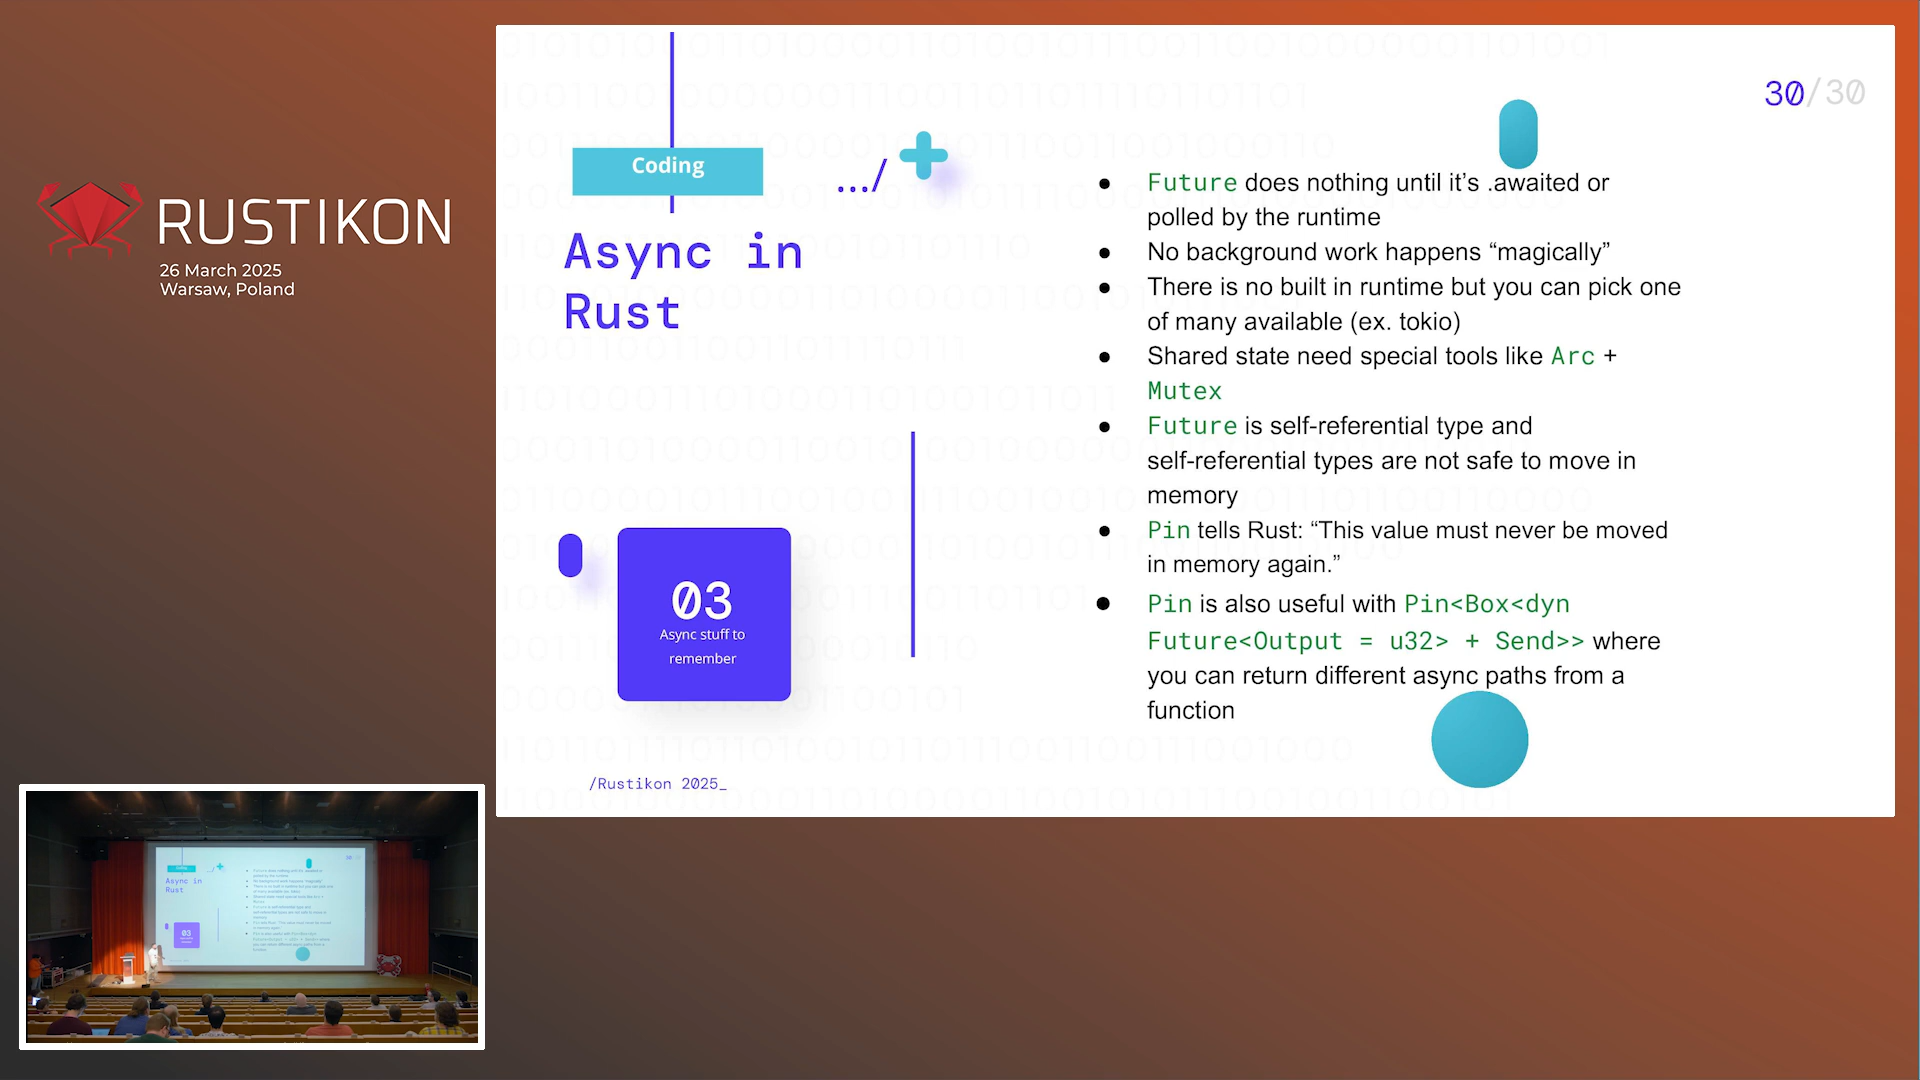 RUSTIKON
26 March 2025
Warsaw, Poland
30/30
Coding
.../
Async in
Rust
03
Async stuff to
remember
/Rustikon 2025_
● Future does nothing until it’s .awaited or
polled by the runtime
● No background work happens “magically”
● There is no built in runtime but you can pick one
of many available (ex. tokio)
● Shared state need special tools like Arc +
Mutex
● Future is self-referential type and
self-referential types are not safe to move in
memory
● Pin tells Rust: “This value must never be moved
in memory again.”
● Pin is also useful with Pin<Box<dyn
Future<Output = u32> + Send>> where
you can return different async paths from a
function
Async in
Rust
03